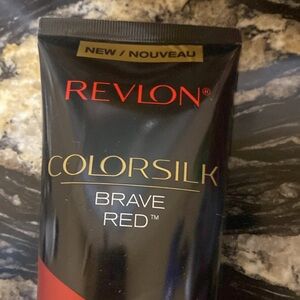 NEW / NOUVEAU
REVLON®
COLORSILK
BRAVE
RED™